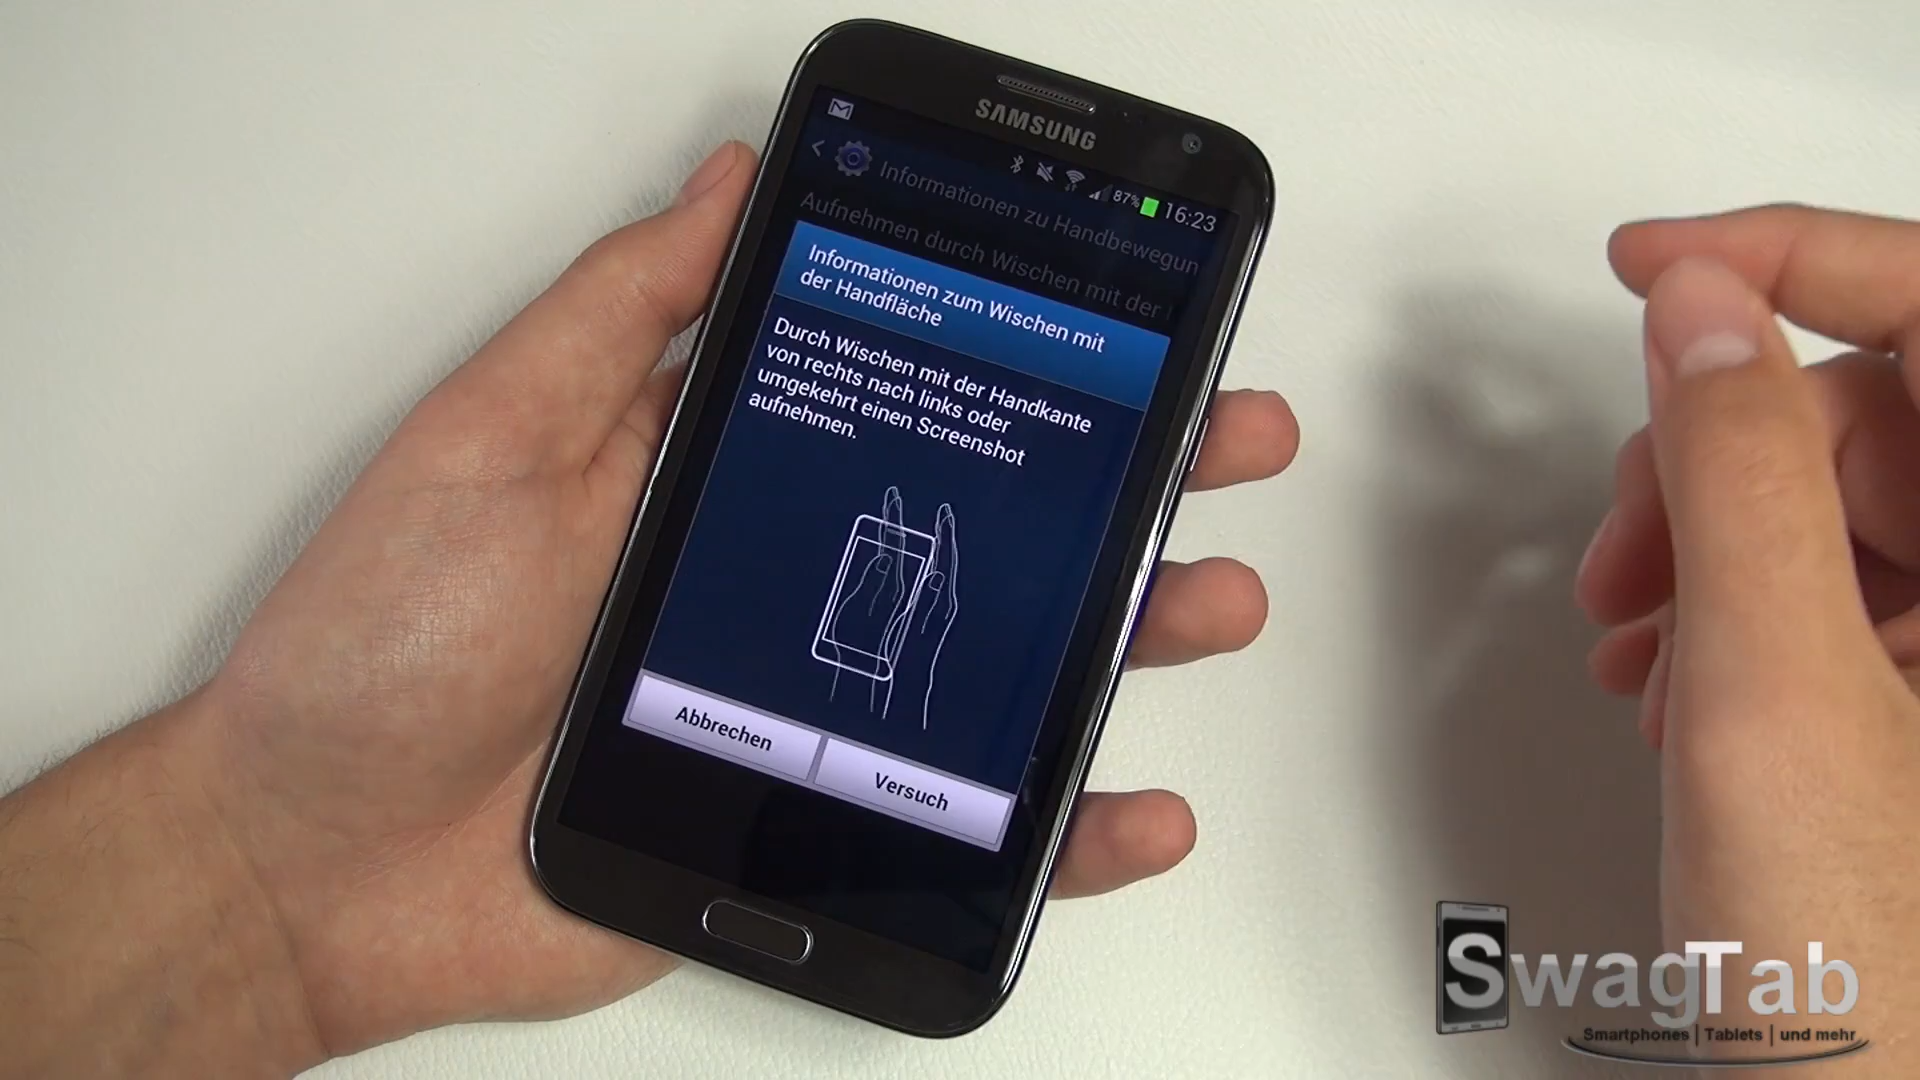 SAMSUNG
87% 16:23
Informationen zu Handbewegun
Aufnehmen durch Wischen mit der
Informationen zum Wischen mit
der Handfläche
Durch Wischen mit der Handkante
von rechts nach links oder
umgekehrt einen Screenshot
aufnehmen.
Abbrechen
Versuch
SwagTab
Smartphones | Tablets | und mehr